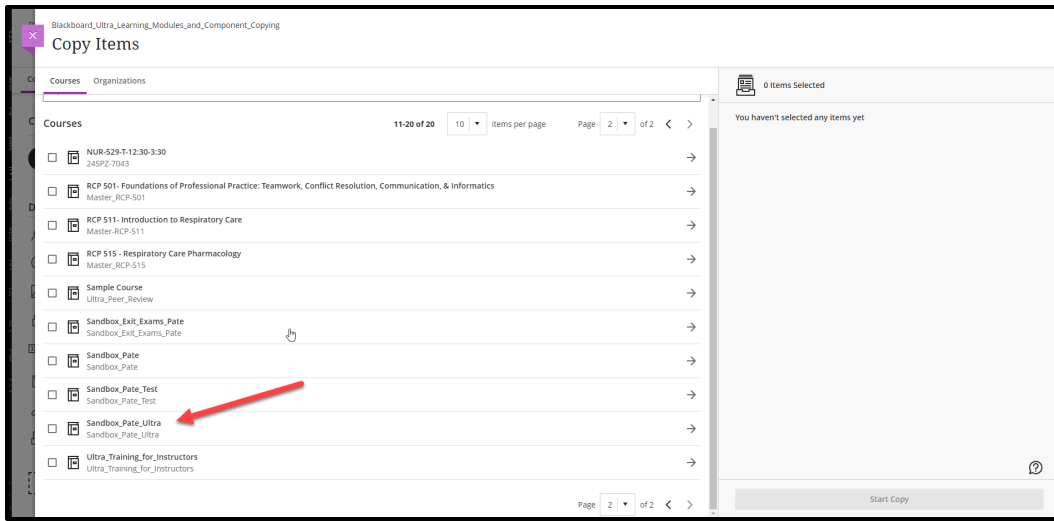 Blackboard_Ultra_Learning_Modules_and_Component_Copying
Copy Items
Courses Organizations
0 Items Selected
You haven't selected any items yet
Courses
11-20 of 20 10 items per page Page 2 of 2
NUR-529-T-12:30-3:30
24SPZ-7043
RCP 501- Foundations of Professional Practice: Teamwork, Conflict Resolution, Communication, & Informatics
Master_RCP-501
RCP 511- Introduction to Respiratory Care
Master-RCP-511
RCP 515 - Respiratory Care Pharmacology
Master_RCP-515
Sample Course
Ultra_Peer_Review
Sandbox_Exit_Exams_Pate
Sandbox_Exit_Exams_Pate
Sandbox_Pate
Sandbox_Pate
Sandbox_Pate_Test
Sandbox_Pate_Test
Sandbox_Pate_Ultra
Sandbox_Pate_Ultra
Ultra_Training_for_Instructors
Ultra_Training_for_Instructors
Page 2 of 2
Start Copy